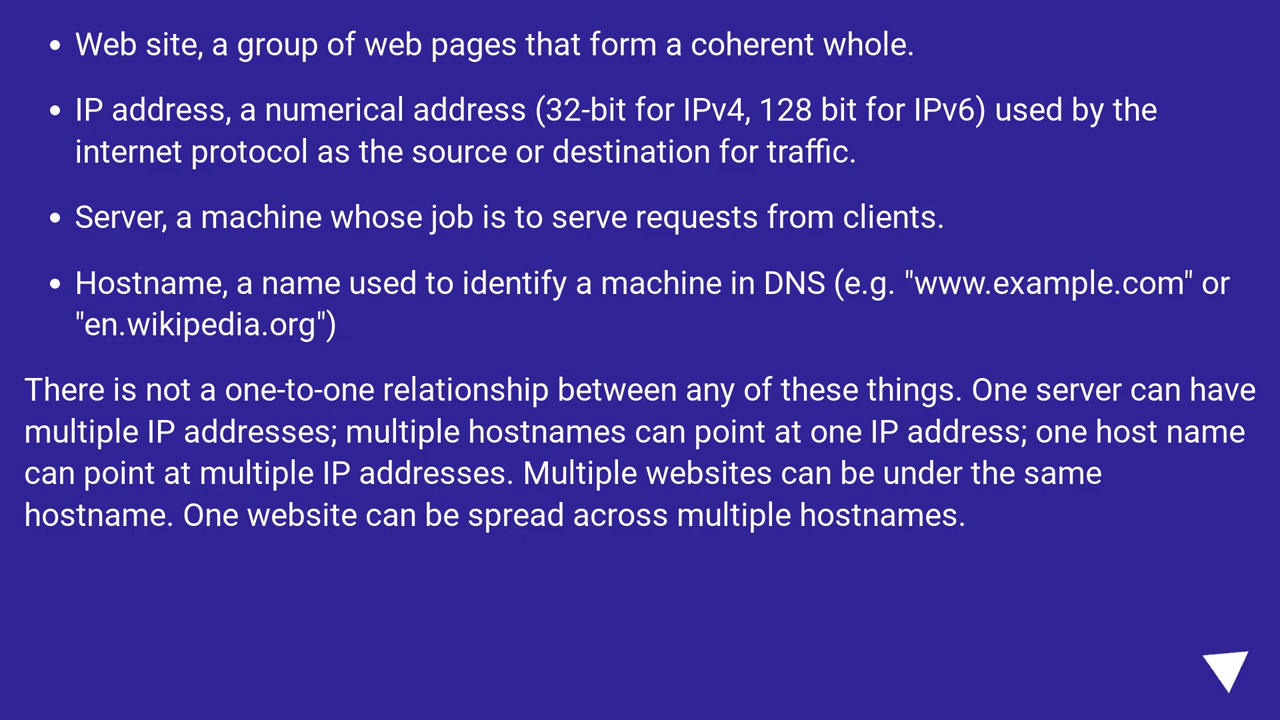 • Web site, a group of web pages that form a coherent whole.
• IP address, a numerical address (32-bit for IPv4, 128 bit for IPv6) used by the
internet protocol as the source or destination for traffic.
• Server, a machine whose job is to serve requests from clients.
• Hostname, a name used to identify a machine in DNS (e.g. "www.example.com" or
"en.wikipedia.org")
There is not a one-to-one relationship between any of these things. One server can have
multiple IP addresses; multiple hostnames can point at one IP address; one host name
can point at multiple IP addresses. Multiple websites can be under the same
hostname. One website can be spread across multiple hostnames.